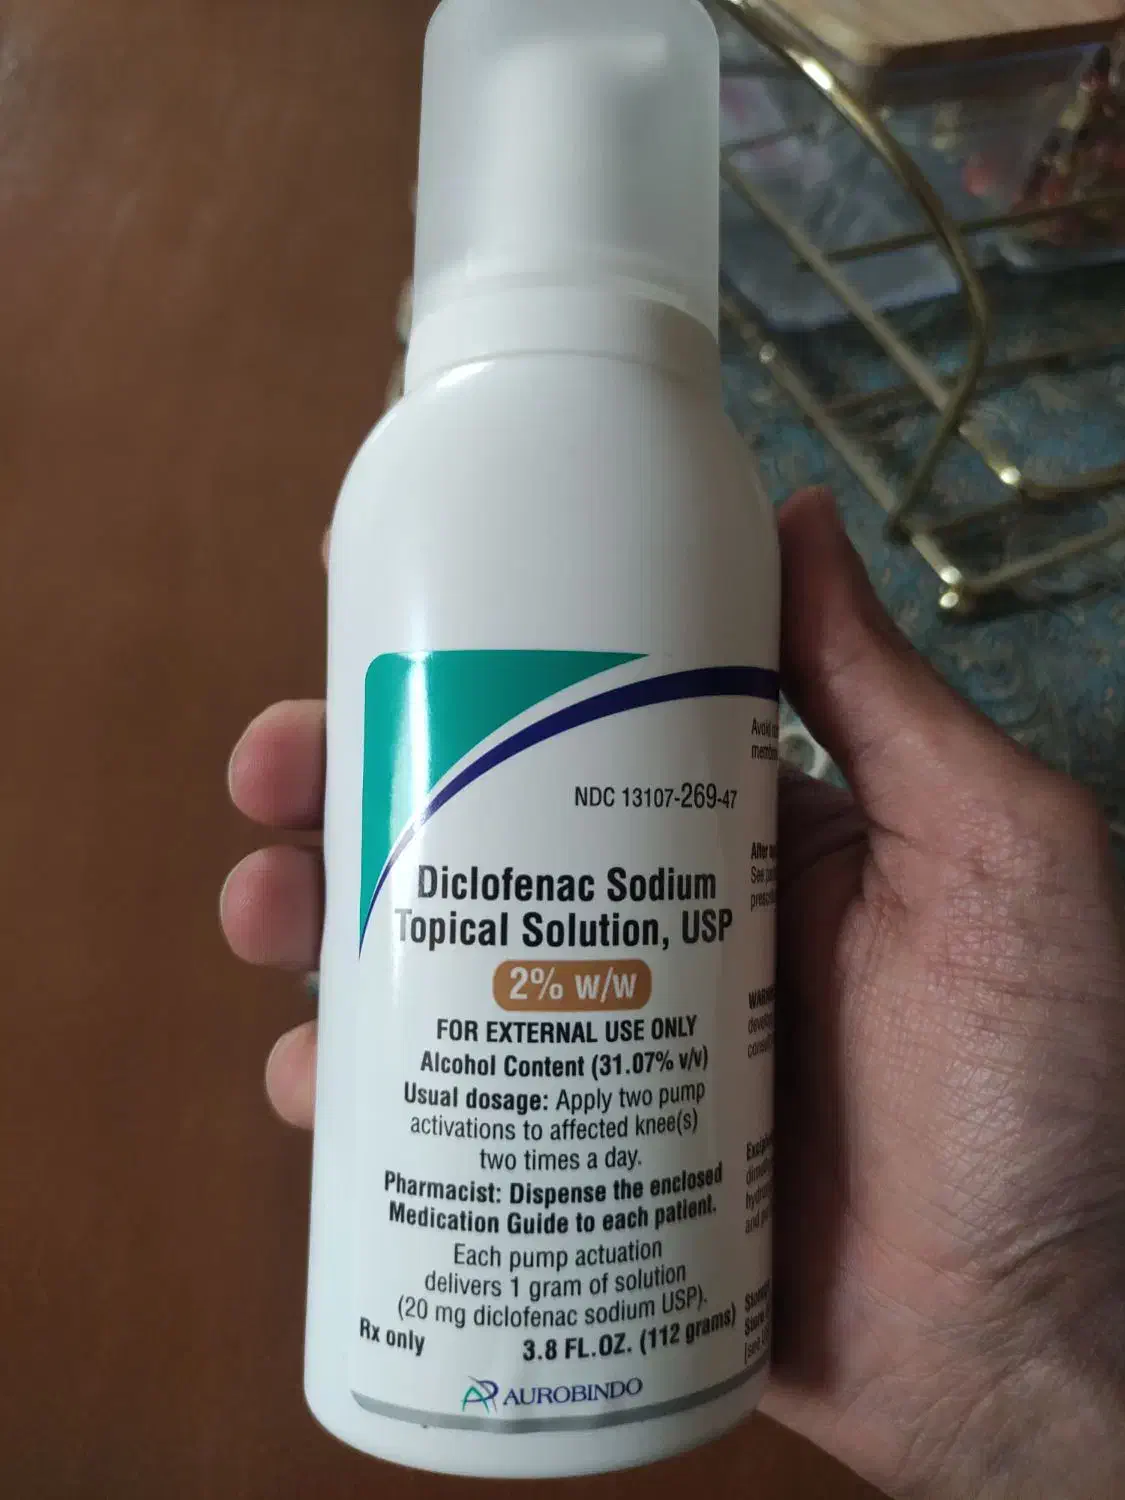 NDC 13107-269-47
Diclofenac Sodium
Topical Solution, USP
2% w/w
FOR EXTERNAL USE ONLY
Alcohol Content (31.07% v/v)
Usual dosage: Apply two pump
activations to affected knee(s)
two times a day.
Pharmacist: Dispense the enclosed
Medication Guide to each patient.
Each pump actuation
delivers 1 gram of solution
(20 mg diclofenac sodium USP).
Rx only
3.8 FL.OZ. (112 grams)
AUROBINDO
Avoid
After
See